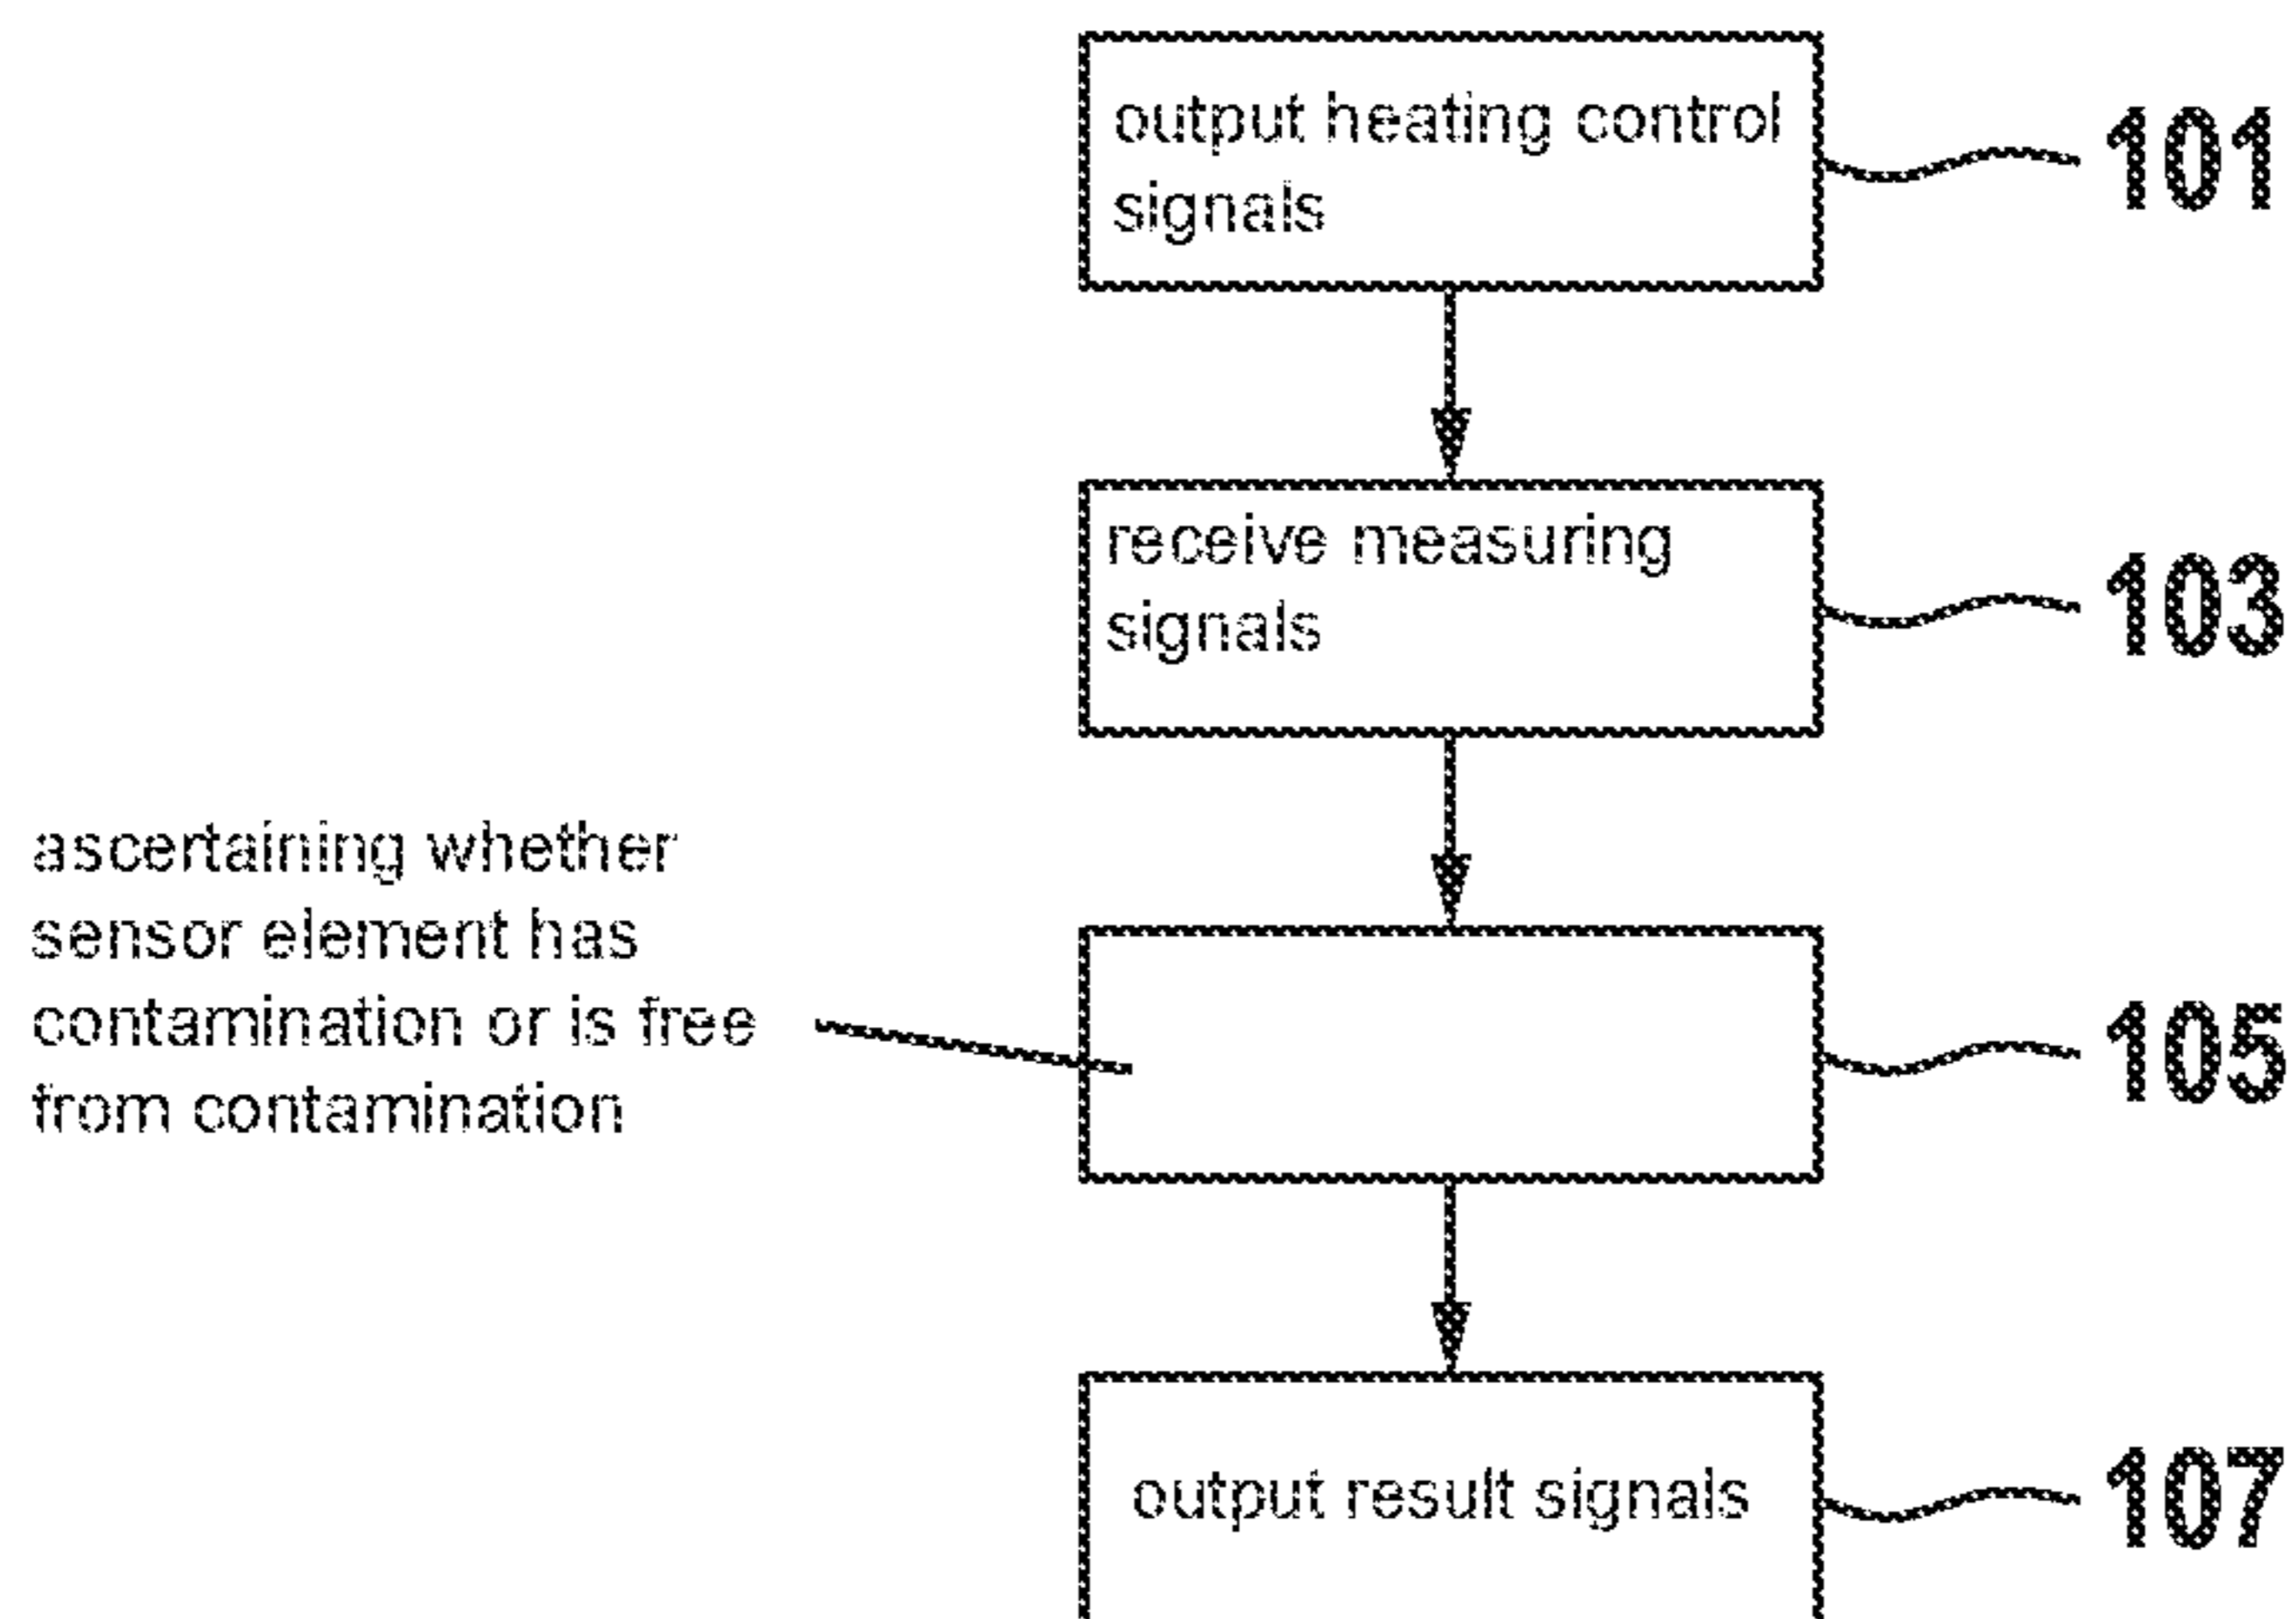 output heating control
signals
101
receive measuring
signals
103
ascertaining whether
sensor element has
contamination or is free
from contamination
105
output result signals
107